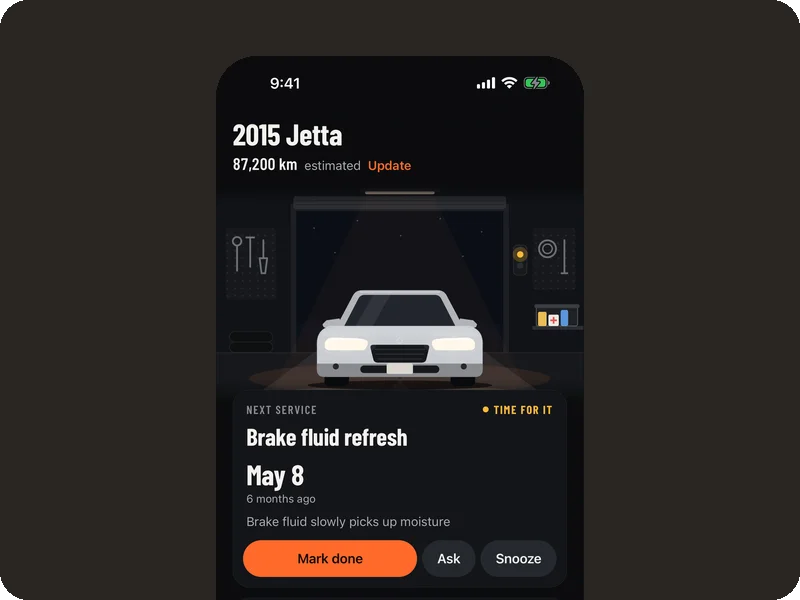 9:41
2015 Jetta
87,200 km estimated Update
NEXT SERVICE
TIME FOR IT
Brake fluid refresh
May 8
6 months ago
Brake fluid slowly picks up moisture
Mark done
Ask
Snooze